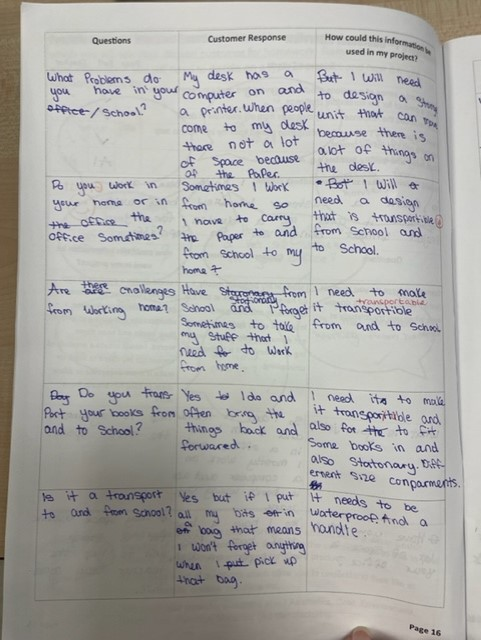 Questions
Customer Response
How could this information be
used in my project?
What Problems do
you have in your
office/School?
My desk has a
computer on and
a printer. When people
come to my desk
there not a lot
of space because
of the Paper.
But I Will need
to design a Strong
unit that can move
because there is
alot of things on
the desk.
Do you work in
your home or in
the office the
office Sometimes?
Sometimes I Work
from home so
I have to carry
the Paper to and
from School to my
home?
But I Will
need a design
that is transportible
from School and
to School.
Are there are challenges
from Working home?
Have Staronary from
Stationary
School and I forget
Sometimes to take
my Stuff that I
need to to Work
from home.
I need to make
transportable
it transportible
from and to School
Do you trans-
Port your books from
and to School?
Yes I do and
often bring the
things back and
forwared.
I need to make
it transportable and
also for the to fit
Some books in and
also Stationary. Diff-
erent Size conparments.
Is it a transport
to and from School?
Yes but if I put
all my bits in
a bag that means
I Won't forget anything
when I put pick up
that bag.
It needs to be
Waterproof. And a
handle.
Page 16